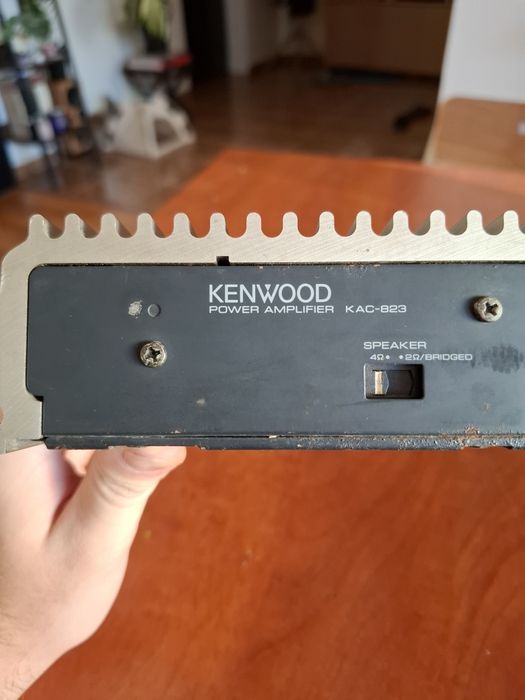 KENWOOD
POWER AMPLIFIER KAC-823
SPEAKER
4Ω• •2Ω/BRIDGED